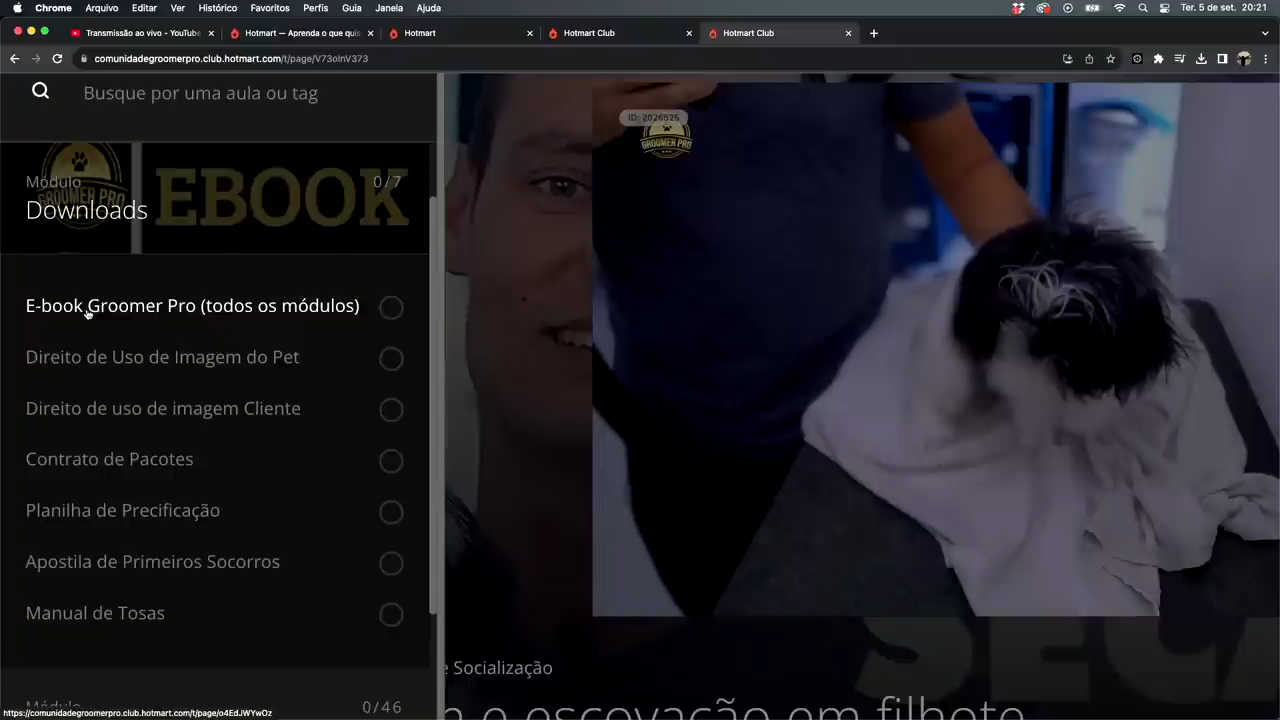 Chrome Arquivo Editar Ver Histórico Favoritos Perfis Guia Janela Ajuda Ter. 5 de set. 20:21
Transmissão ao vivo - YouTube Hotmart — Aprenda o que quis Hotmart Hotmart Club Hotmart Club
comunidadegroomerpro.club.hotmart.com/t/page/V73oInV373
Busque por uma aula ou tag
ID: 2026525
GROOMER PRO
GROOMER PRO
EBOOK
Módulo 0/7
Downloads
E-book Groomer Pro (todos os módulos)
Direito de Uso de Imagem do Pet
Direito de uso de imagem Cliente
Contrato de Pacotes
Planilha de Precificação
Apostila de Primeiros Socorros
Manual de Tosas
e Socialização
Módulo 0/46
o escovação em filhote
https://comunidadegroomerpro.club.hotmart.com/t/page/o4EdJWYwOz